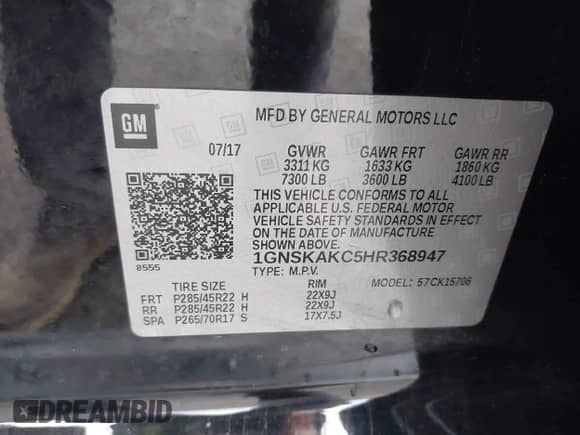 GM
MFD BY GENERAL MOTORS LLC
07/17
GVWR GAWR FRT GAWR RR
3311 KG 1633 KG 1860 KG
7300 LB 3600 LB 4100 LB
THIS VEHICLE CONFORMS TO ALL
APPLICABLE U.S. FEDERAL MOTOR
VEHICLE SAFETY STANDARDS IN EFFECT
ON THE DATE OF MANUFACTURE
SHOWN ABOVE.
8555
1GNSKAKC5HR368947
TYPE: M.P.V. MODEL: 57CK15706
TIRE SIZE RIM
FRT P285/45R22 H 22X9J
RR P285/45R22 H 22X9J
SPA P265/70R17 S 17X7.5J
DREAMBID